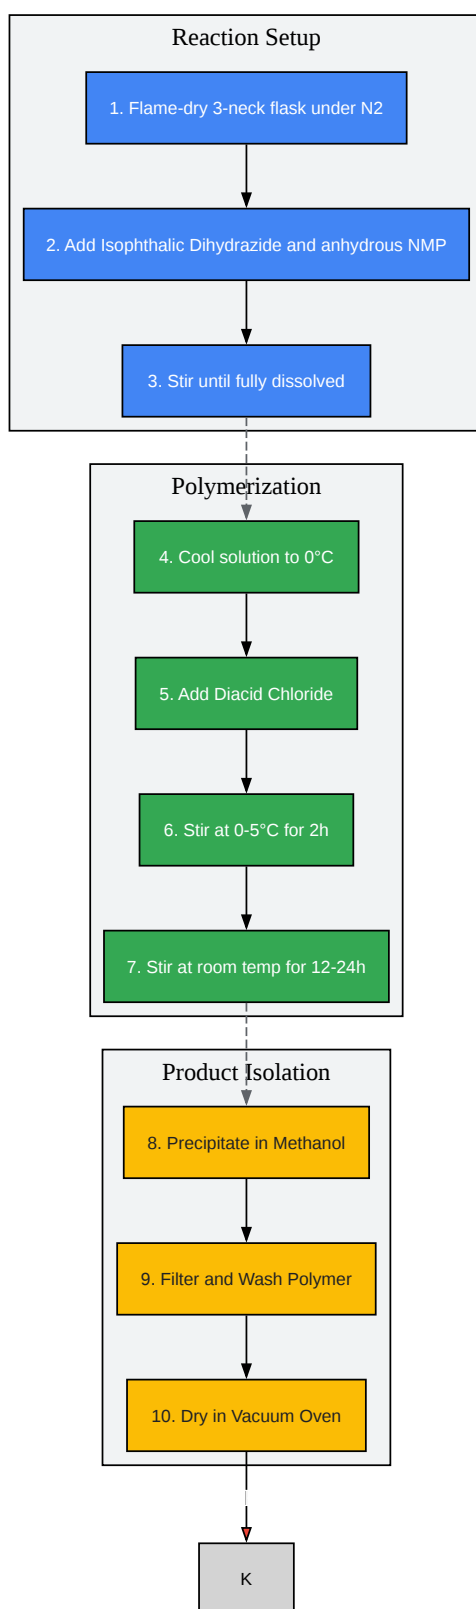 Reaction Setup
1. Flame-dry 3-neck flask under N2
2. Add Isophthalic Dihydrazide and anhydrous NMP
3. Stir until fully dissolved
Polymerization
4. Cool solution to 0°C
5. Add Diacid Chloride
6. Stir at 0-5°C for 2h
7. Stir at room temp for 12-24h
Product Isolation
8. Precipitate in Methanol
9. Filter and Wash Polymer
10. Dry in Vacuum Oven
K